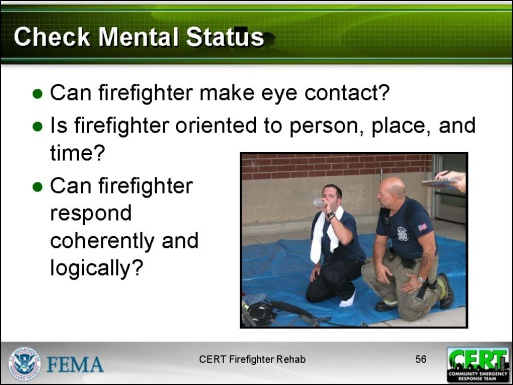 Check Mental Status
● Can firefighter make eye contact?
● Is firefighter oriented to person, place, and
time?
● Can firefighter
respond
coherently and
logically?
FEMA
CERT Firefighter Rehab
56
CERT
COMMUNITY EMERGENCY
RESPONSE TEAM